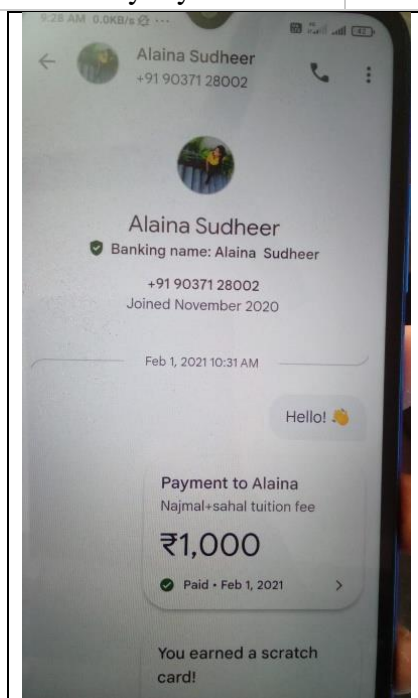 9:28 AM 0.0KB/s
42
Alaina Sudheer
+91 90371 28002
Alaina Sudheer
Banking name: Alaina Sudheer
+91 90371 28002
Joined November 2020
Feb 1, 2021 10:31 AM
Hello! 👏
Payment to Alaina
Najmal+sahal tuition fee
₹1,000
Paid • Feb 1, 2021
You earned a scratch
card!